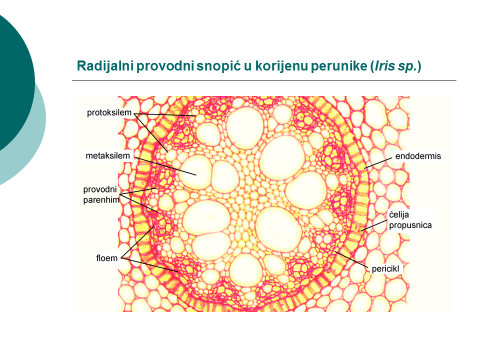 Radijalni provodni snopić u korijenu perunike (Iris sp.)
protoksilem
metaksilem
provodni
parenhim
floem
endodermis
ćelija
propusnica
pericikl